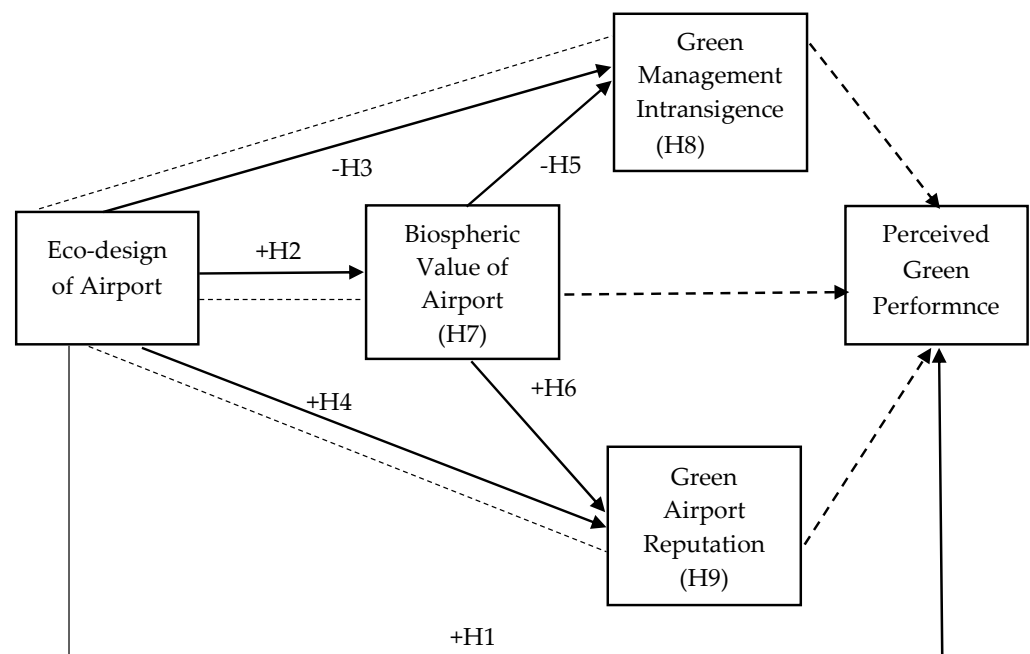 Green
Management
Intransigence
(H8)
-H3
-H5
Eco-design
of Airport
+H2
Biospheric
Value of
Airport
(H7)
Perceived
Green
Performnce
+H4
+H6
Green
Airport
Reputation
(H9)
+H1